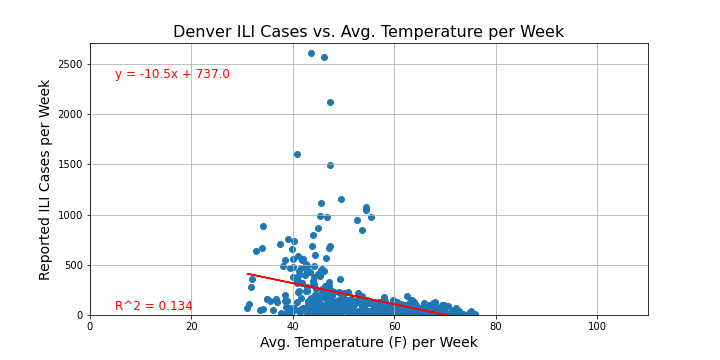 Denver ILI Cases vs. Avg. Temperature per Week
y = -10.5x + 737.0
R^2 = 0.134
Reported ILI Cases per Week
2500
2000
1500
1000
500
0
0 20 40 60 80 100
Avg. Temperature (F) per Week